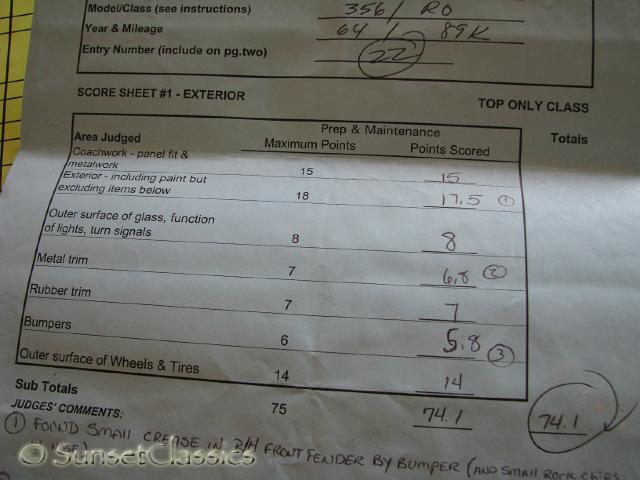 Model/Class (see instructions) 356/ RO
Year & Mileage 64 / 89K
Entry Number (include on pg.two) 22
SCORE SHEET #1 - EXTERIOR TOP ONLY CLASS
Prep & Maintenance Totals
Area Judged Maximum Points Points Scored
Coachwork - panel fit &
metalwork 15 15
Exterior - including paint but
excluding items below 18 17.5 ①
Outer surface of glass, function
of lights, turn signals 8 8
Metal trim 7 6.8 ②
Rubber trim 7 7
Bumpers 6 5.8 ③
Outer surface of Wheels & Tires 14 14
Sub Totals 75 74.1 74.1
JUDGES' COMMENTS:
① FOUND SMALL CREASE IN R/H FRONT FENDER BY BUMPER (AND SMALL ROCK CHIPS
© SunsetClassics